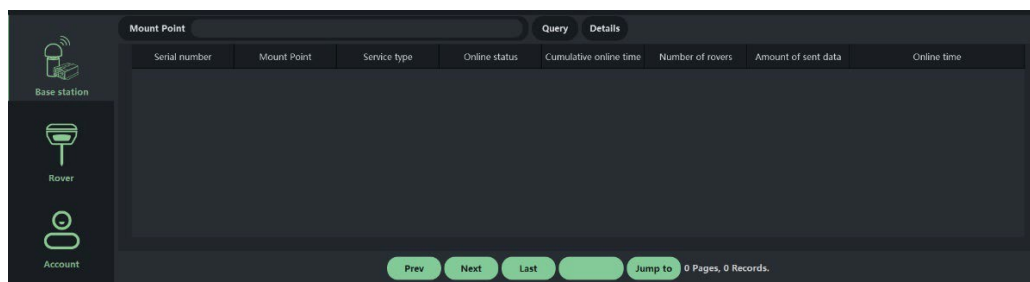 Mount Point Query Details
Serial number Mount Point Service type Online status Cumulative online time Number of rovers Amount of sent data Online time
Base station
Rover
Account
Prev Next Last Jump to 0 Pages, 0 Records.